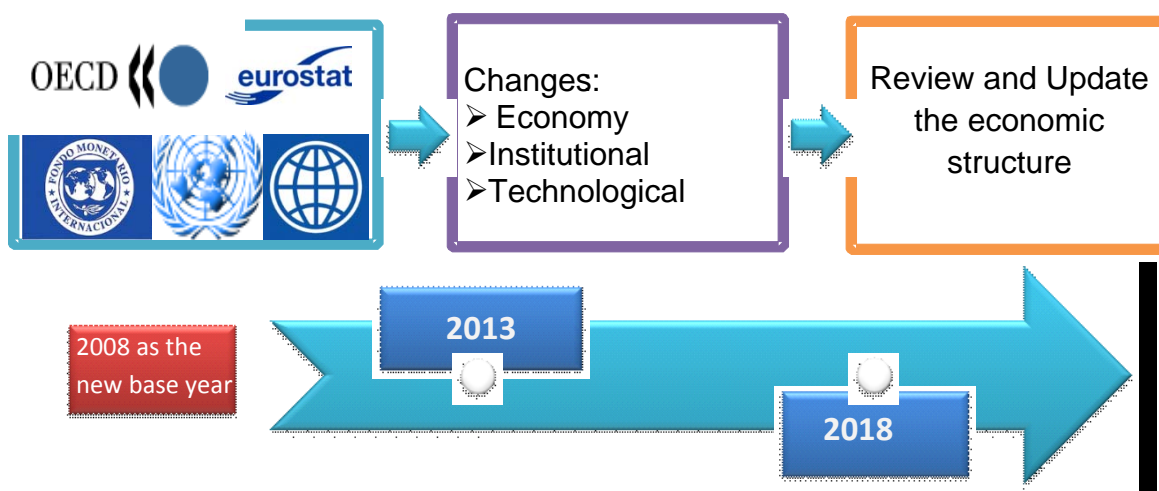 OECD
eurostat
FONDO MONETARIO
INTERNACIONAL
Changes:
➢ Economy
➢Institutional
➢Technological
Review and Update
the economic
structure
2008 as the
new base year
2013
2018